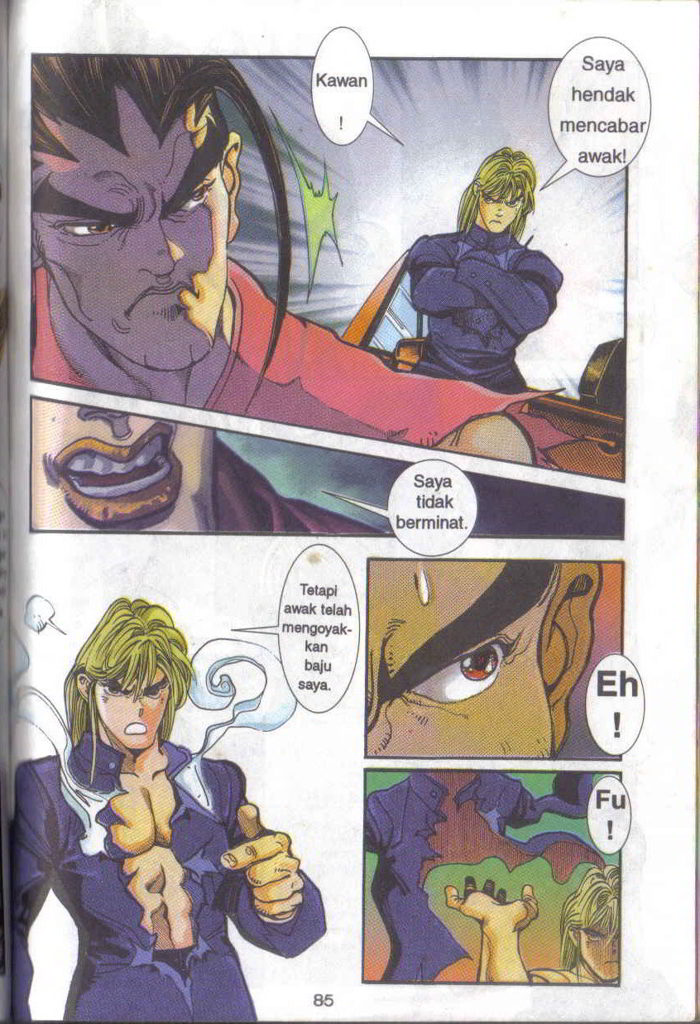 Kawan
!
Saya
hendak
mencabar
awak!
Saya
tidak
berminat.
Tetapi
awak telah
mengoyak-
kan
baju
saya.
Eh
!
Fu
!
85